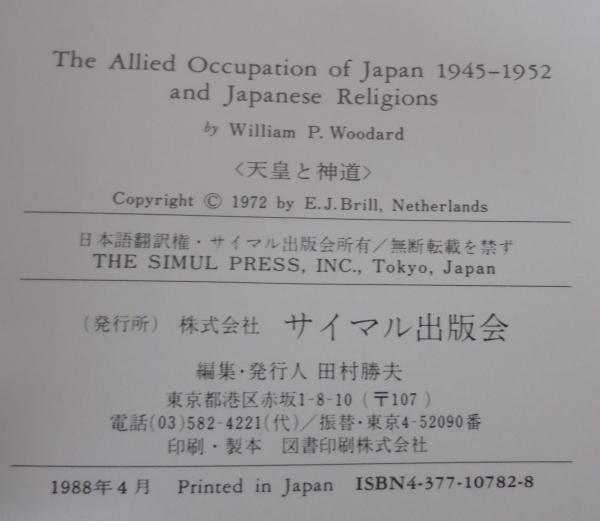 The Allied Occupation of Japan 1945-1952
and Japanese Religions
by William P. Woodard
〈天皇と神道〉
Copyright © 1972 by E.J.Brill, Netherlands
日本語翻訳権・サイマル出版会所有／無断転載を禁ず
THE SIMUL PRESS, INC., Tokyo, Japan
(発行所) 株式会社 サイマル出版会
編集・発行人 田村勝夫
東京都港区赤坂1-8-10（〒107）
電話(03)582-4221(代)／振替・東京4-52090番
印刷・製本 図書印刷株式会社
1988年4月 Printed in Japan ISBN4-377-10782-8